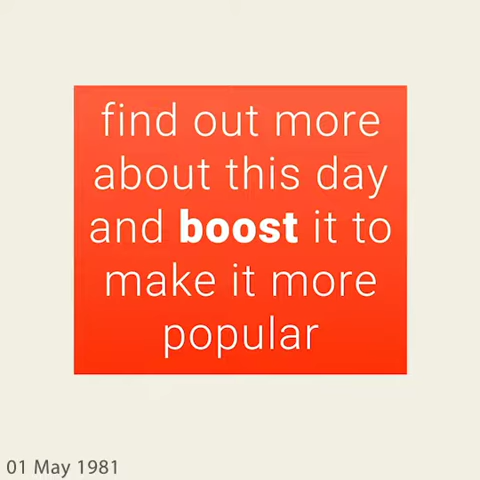 find out more
about this day
and boost it to
make it more
popular
01 May 1981